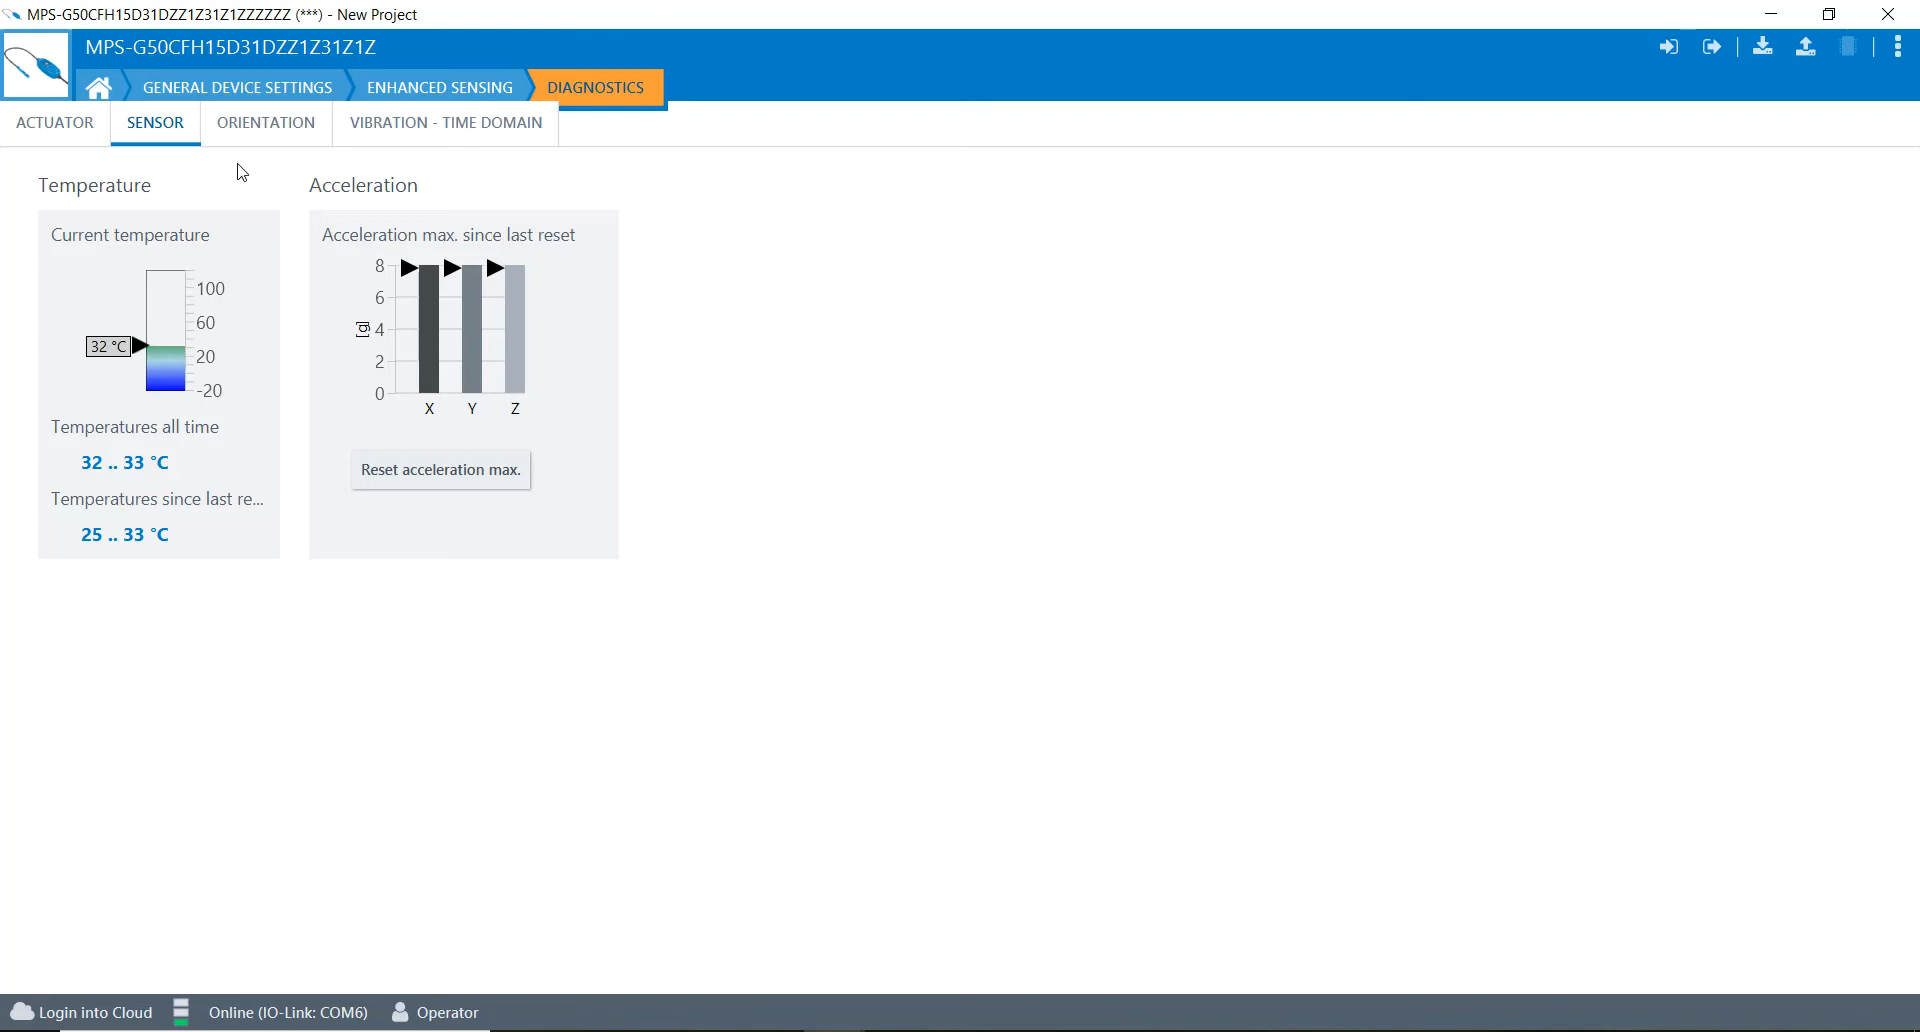 MPS-G50CFH15D31DZZ1Z31Z1ZZZZZZ (***) - New Project
MPS-G50CFH15D31DZZ1Z31Z1Z
GENERAL DEVICE SETTINGS ENHANCED SENSING DIAGNOSTICS
ACTUATOR SENSOR ORIENTATION VIBRATION - TIME DOMAIN
Temperature Acceleration
Current temperature
100
60
20
-20
32 °C
Temperatures all time
32 .. 33 °C
Temperatures since last re...
25 .. 33 °C
Acceleration max. since last reset
8
6
4
2
0
[g]
X Y Z
Reset acceleration max.
Login into Cloud Online (IO-Link: COM6) Operator